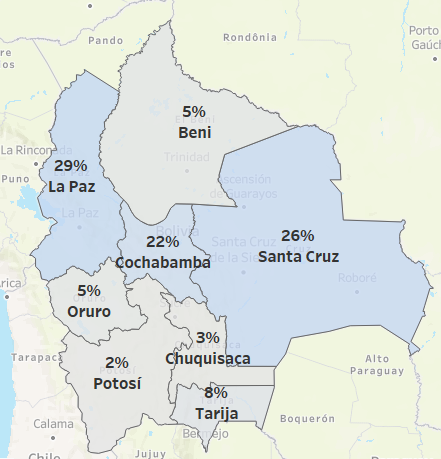 Pando
Rondônia
Porto
Gaúch
5%
Beni
El Beni
Trinidad
La Rinconada
Puno
29%
La Paz
La Paz
Ascensión
de Guarayos
22%
Bolivia
Cochabamba
Santa Cruz
de la Sierra
26%
Santa Cruz
Roboré
5%
Oruro
Arica
Tarapacá
2%
Potosí
3%
Chuquisaca
8%
Tarija
Bermejo
Alto
Paraguay
Boquerón
Calama
Chile
Jujuy